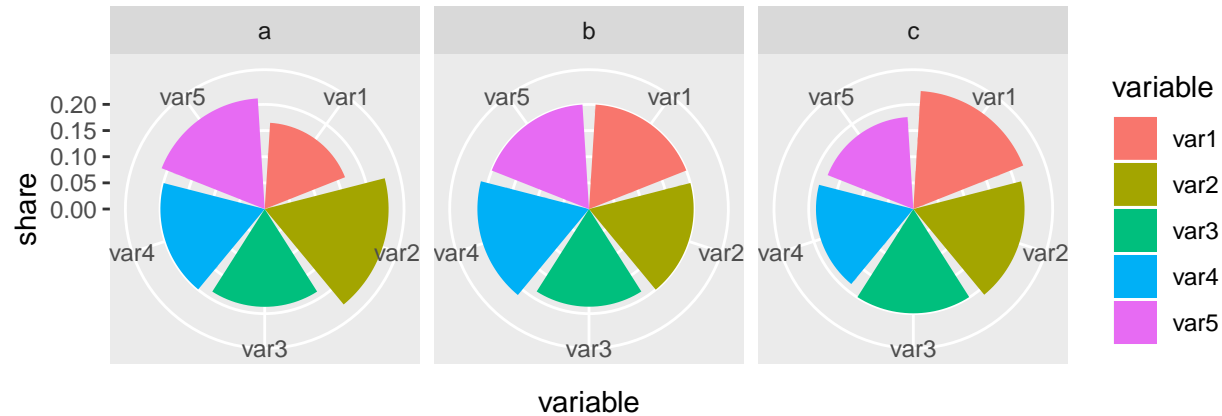 a
b
c
var5
var1
var4
var2
var3
var5
var1
var4
var2
var3
var5
var1
var4
var2
var3
0.20
0.15
0.10
0.05
0.00
share
variable
variable
var1
var2
var3
var4
var5